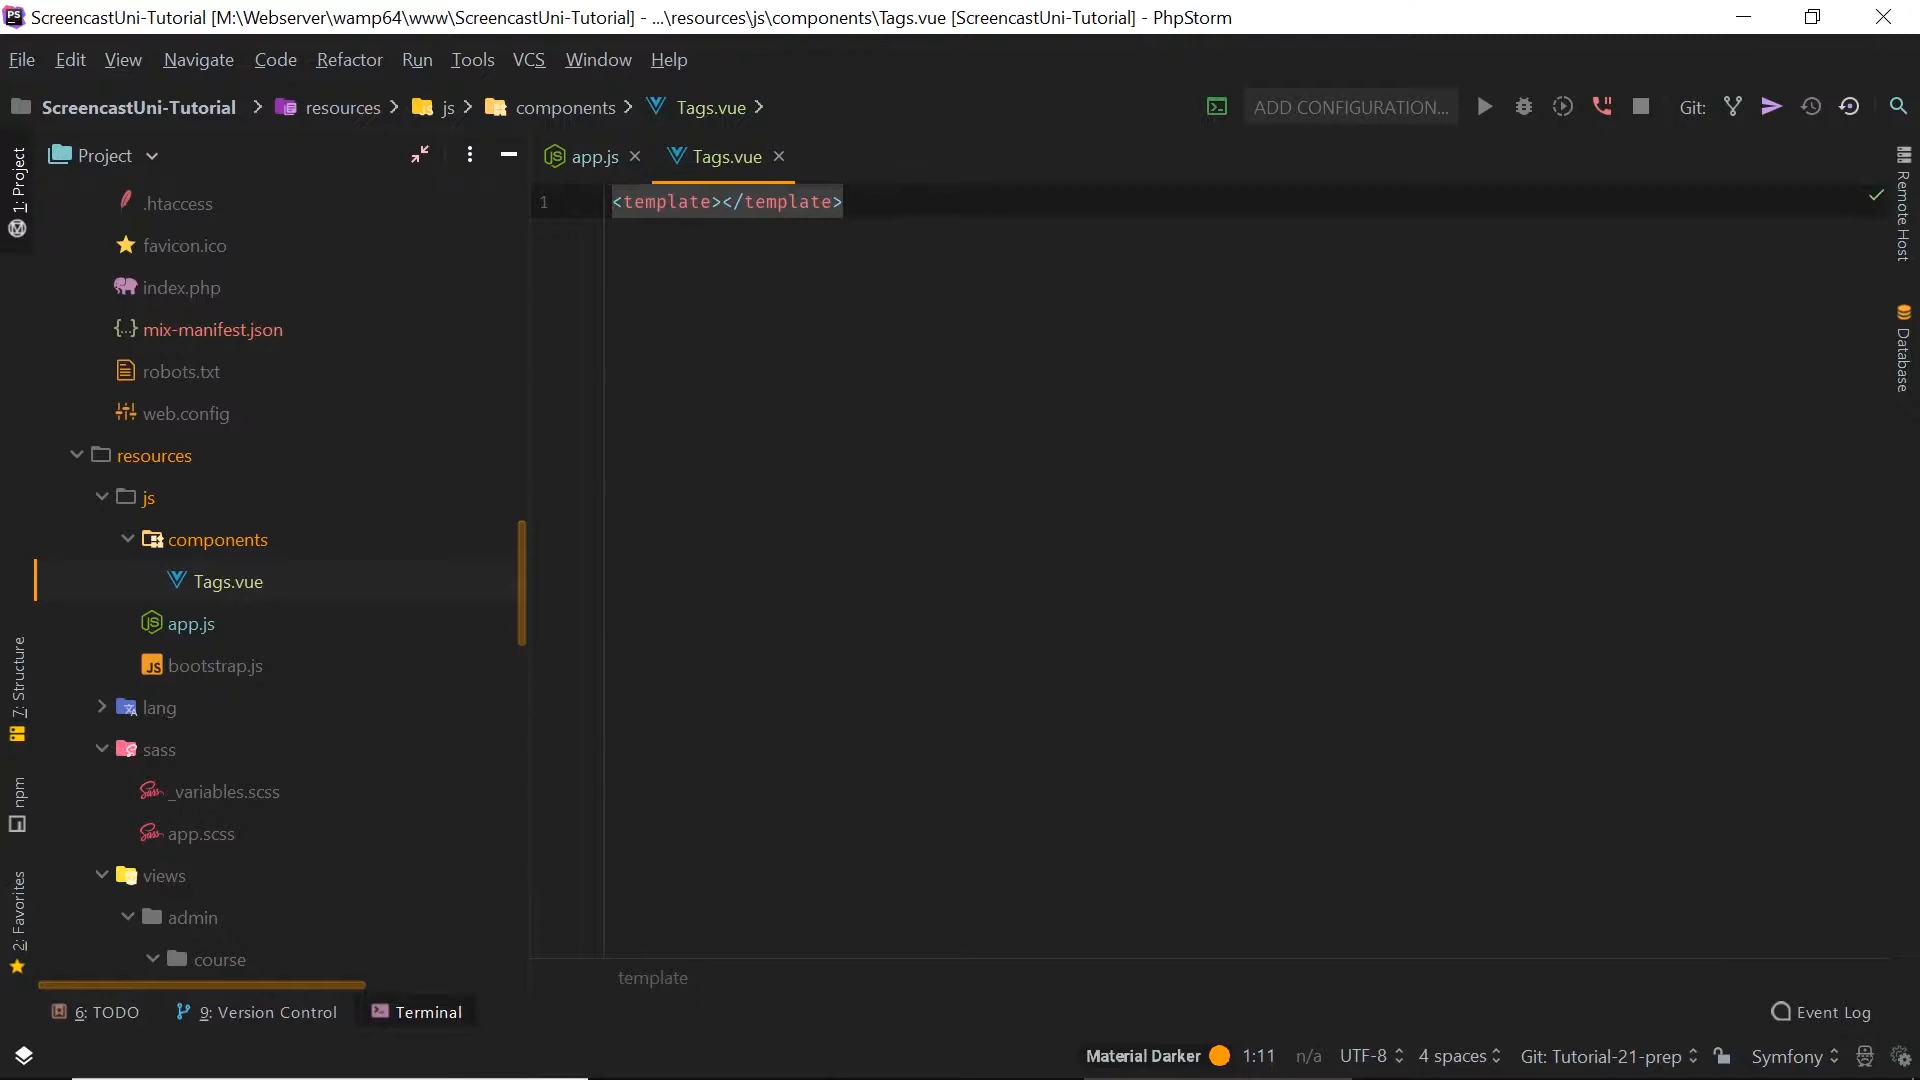 PS ScreencastUni-Tutorial [M:\Webserver\wamp64\www\ScreencastUni-Tutorial] - ...\resources\js\components\Tags.vue [ScreencastUni-Tutorial] - PhpStorm
File Edit View Navigate Code Refactor Run Tools VCS Window Help
ScreencastUni-Tutorial resources js components Tags.vue ADD CONFIGURATION... Git:
1: Project
Project
app.js Tags.vue
Remote Host
Database
1 <template></template>
.htaccess
favicon.ico
index.php
mix-manifest.json
robots.txt
web.config
resources
js
components
Tags.vue
app.js
JS bootstrap.js
lang
sass
_variables.scss
app.scss
views
admin
course
7: Structure
npm
2: Favorites
template
6: TODO 9: Version Control Terminal Event Log
Material Darker 1:11 n/a UTF-8 4 spaces Git: Tutorial-21-prep Symfony